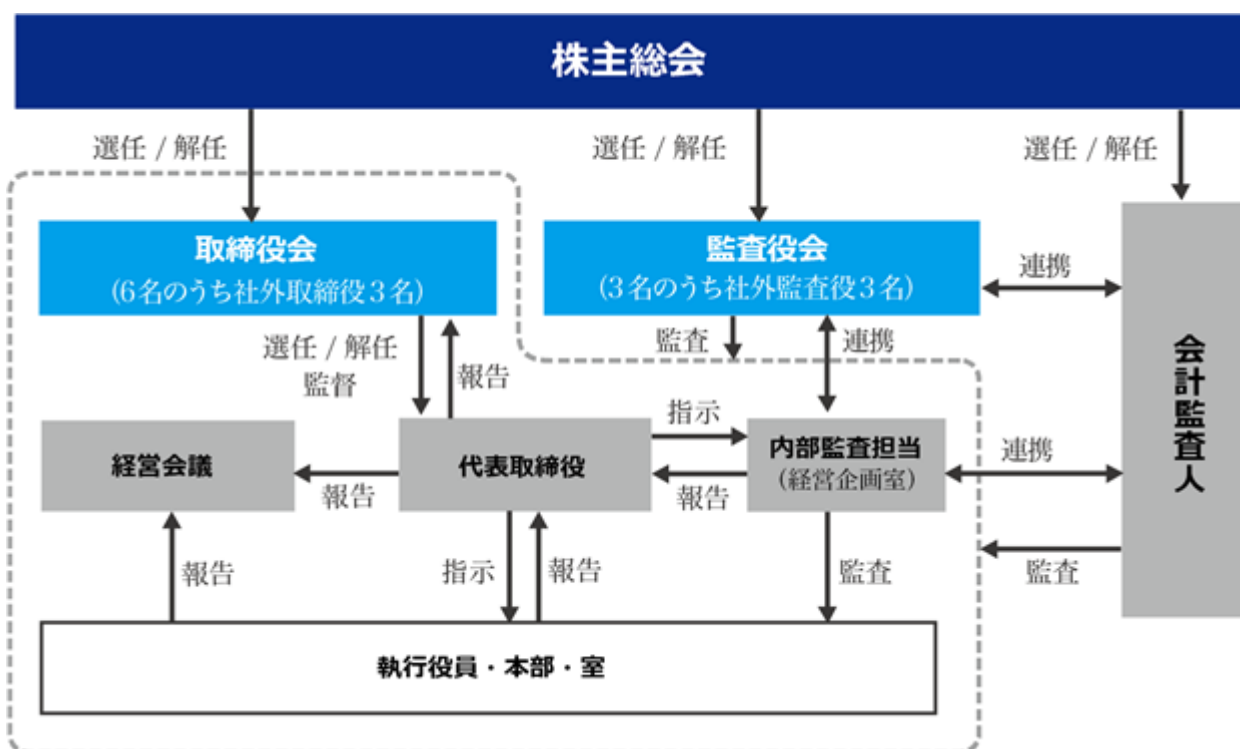 株主総会
選任 / 解任
選任 / 解任
選任 / 解任
取締役会
(6名のうち社外取締役3名)
監査役会
(3名のうち社外監査役3名)
連携
選任 / 解任
監督
報告
監査
連携
会計監査人
経営会議
報告
代表取締役
指示
報告
内部監査担当
(経営企画室)
連携
報告
指示
報告
監査
監査
執行役員・本部・室